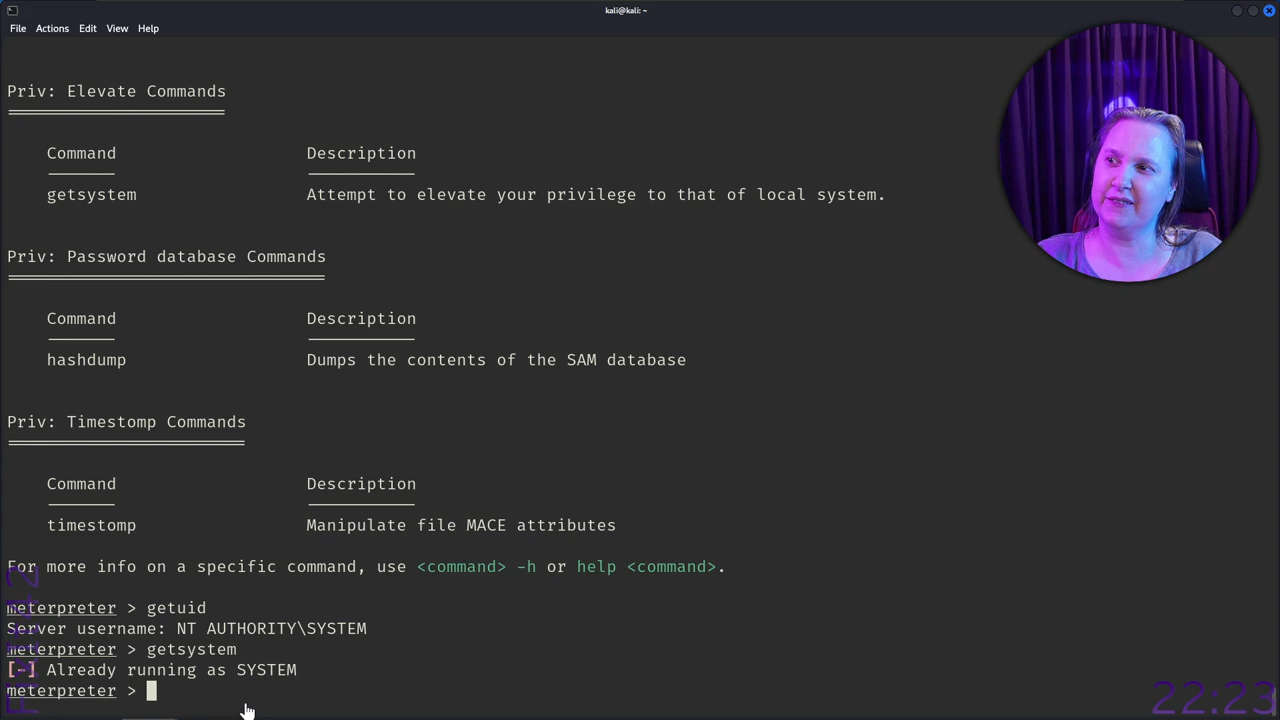 kali@kali: ~
File Actions Edit View Help
Priv: Elevate Commands
Command Description
getsystem Attempt to elevate your privilege to that of local system.
Priv: Password database Commands
Command Description
hashdump Dumps the contents of the SAM database
Priv: Timestomp Commands
Command Description
timestomp Manipulate file MACE attributes
For more info on a specific command, use <command> -h or help <command>.
meterpreter > getuid
Server username: NT AUTHORITY\SYSTEM
meterpreter > getsystem
[-] Already running as SYSTEM
meterpreter >
22:23